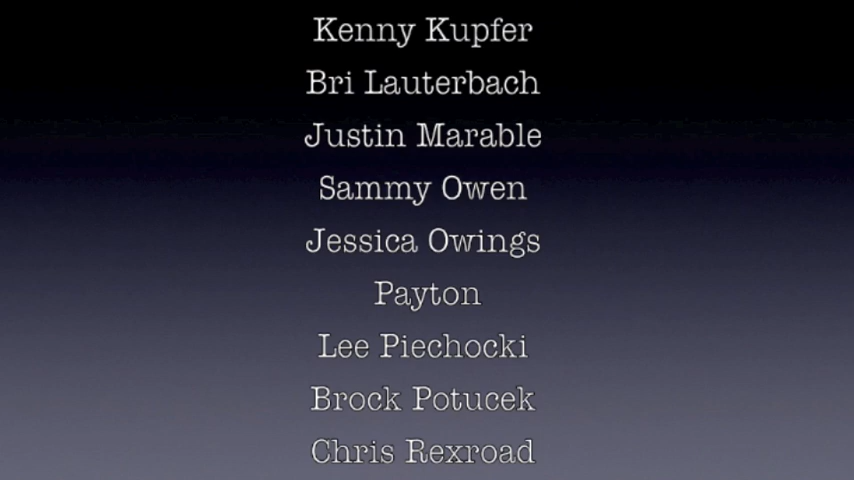 Kenny Kupfer
Bri Lauterbach
Justin Marable
Sammy Owen
Jessica Owings
Payton
Lee Piechocki
Brock Potucek
Chris Rexroad